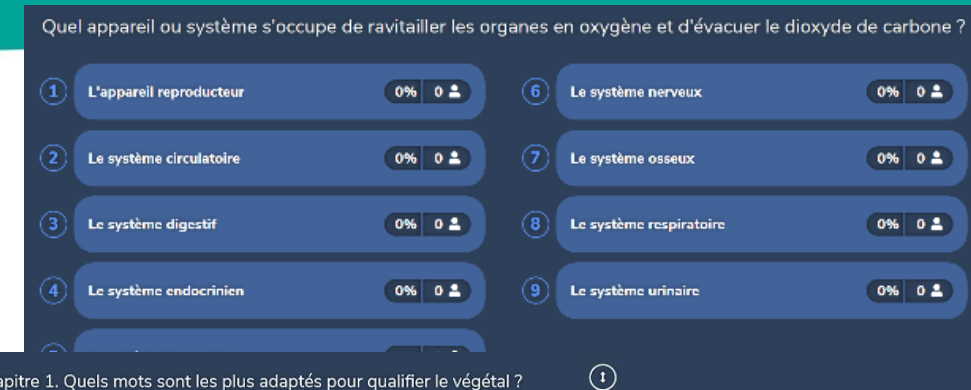 Quel appareil ou système s'occupe de ravitailler les organes en oxygène et d'évacuer le dioxyde de carbone ?
1 L'appareil reproducteur 0% 0
2 Le système circulatoire 0% 0
3 Le système digestif 0% 0
4 Le système endocrinien 0% 0
6 Le système nerveux 0% 0
7 Le système osseux 0% 0
8 Le système respiratoire 0% 0
9 Le système urinaire 0% 0
apitre 1. Quels mots sont les plus adaptés pour qualifier le végétal ?